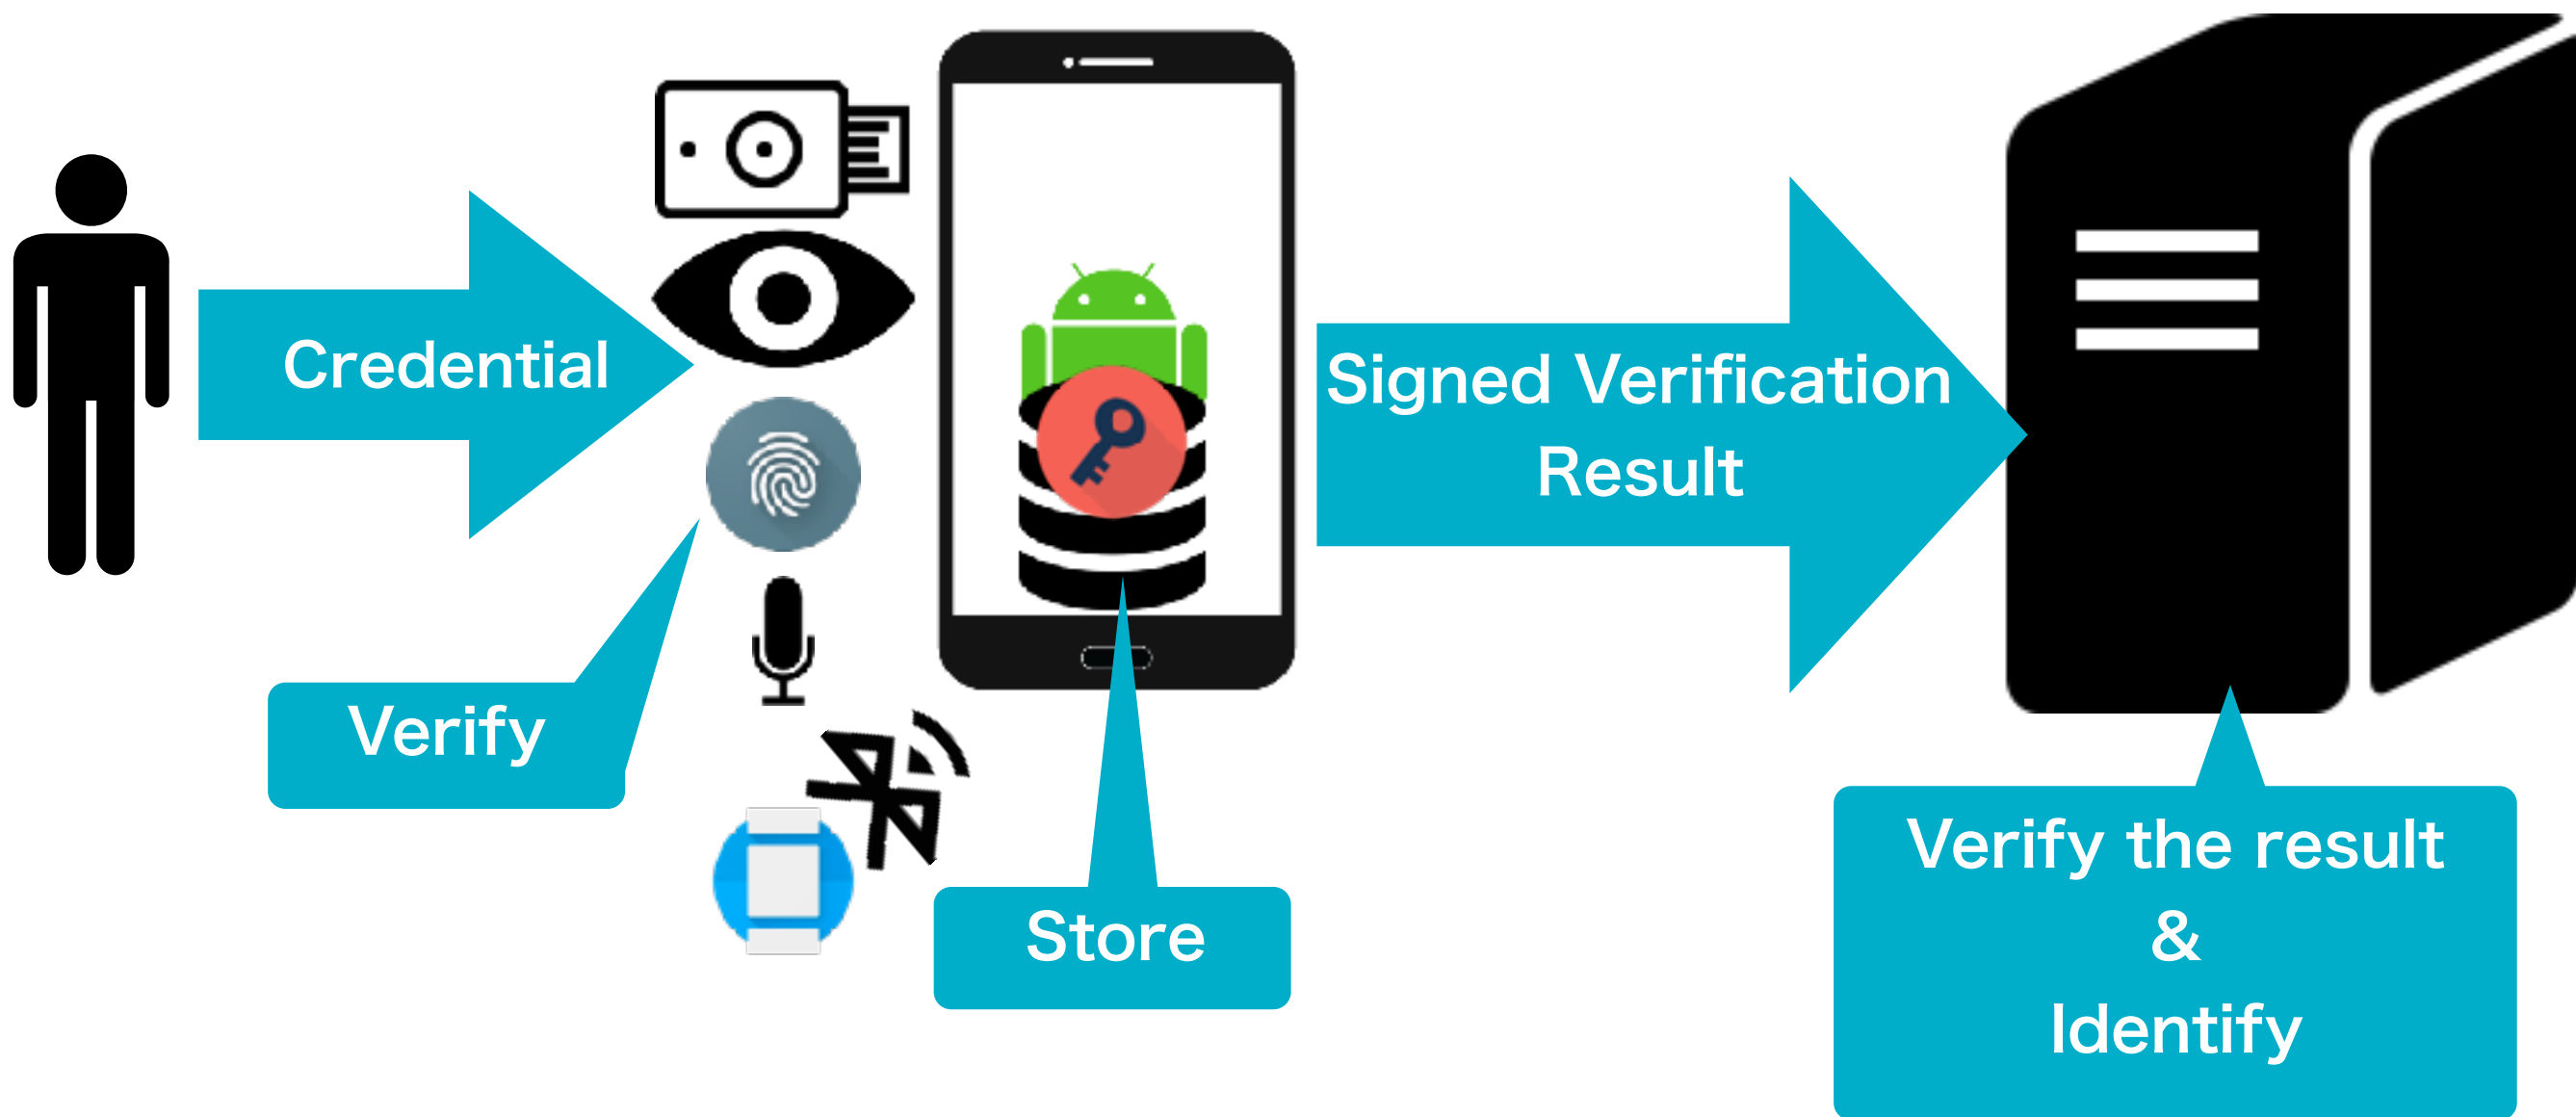 Credential
Signed Verification
Result
Verify
Store
Verify the result
&
Identify